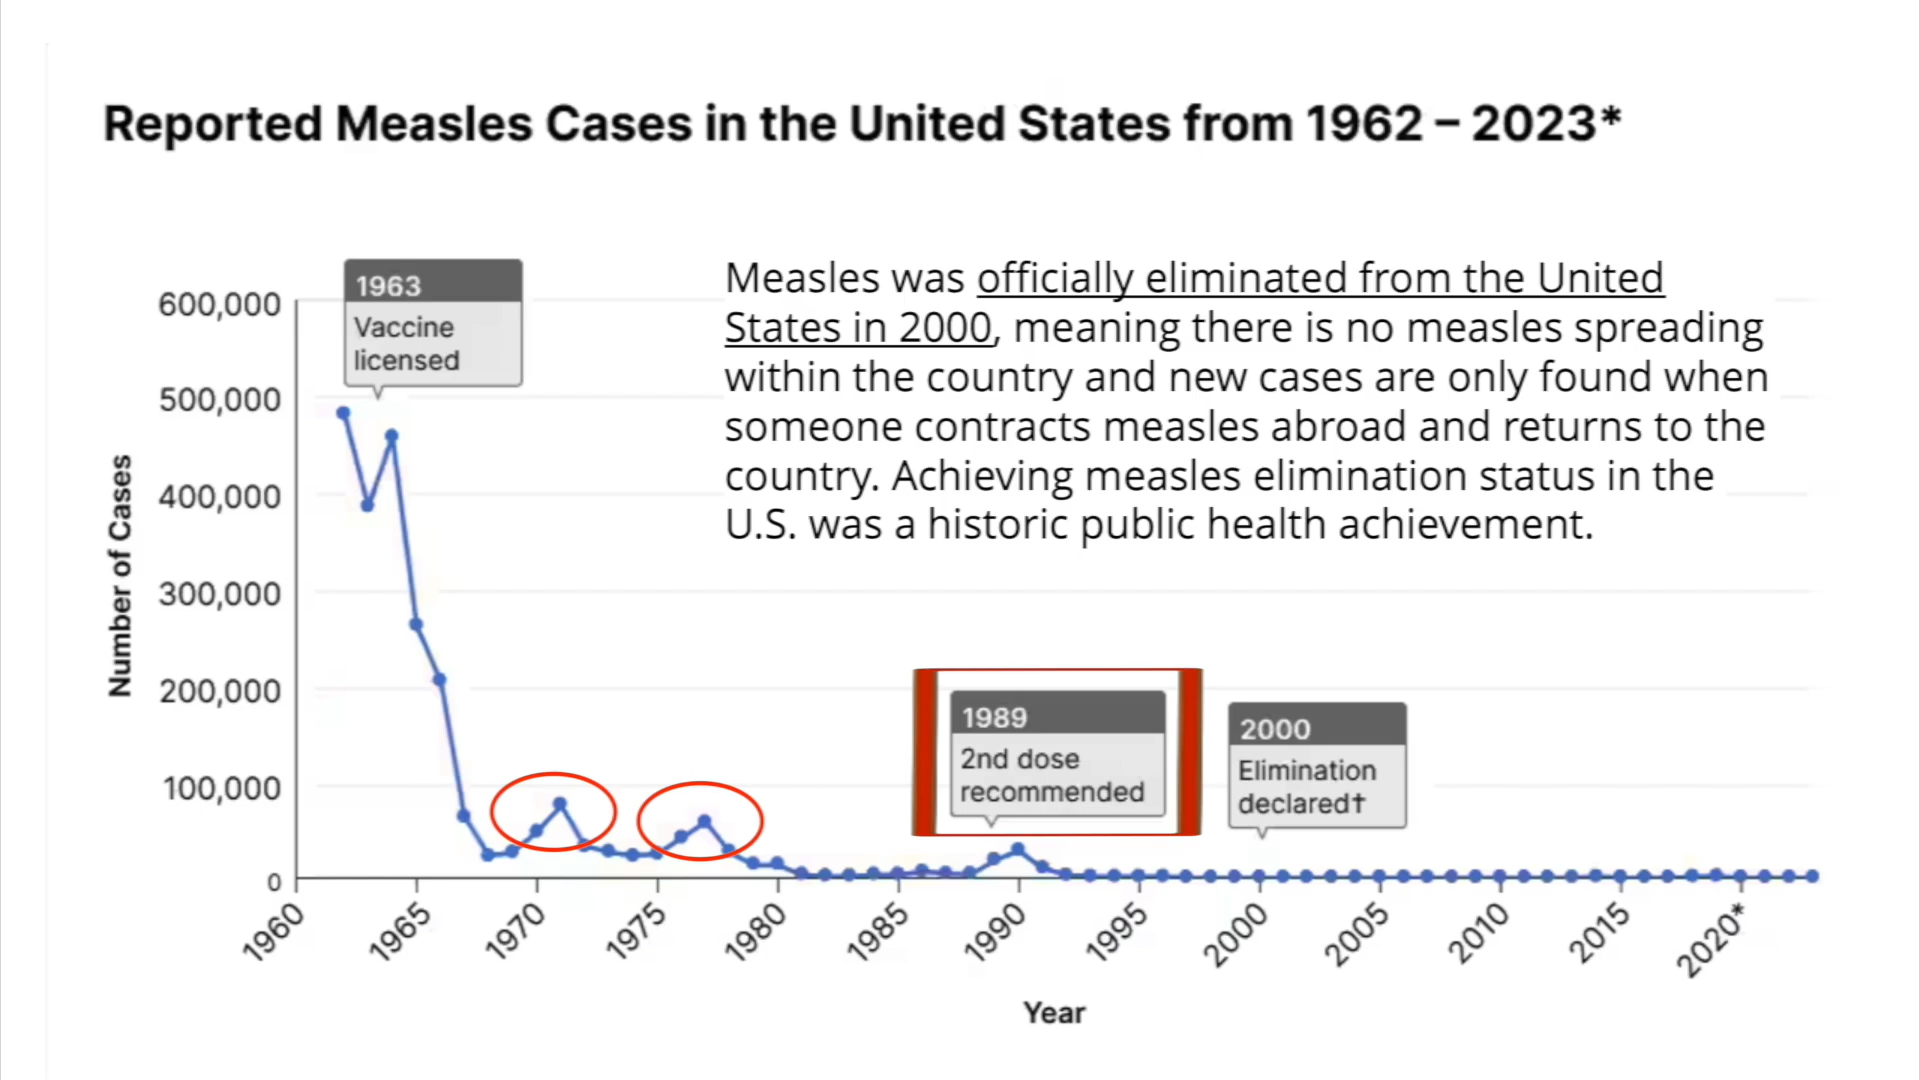 Reported Measles Cases in the United States from 1962 – 2023*
1963
Vaccine
licensed
Measles was officially eliminated from the United
States in 2000, meaning there is no measles spreading
within the country and new cases are only found when
someone contracts measles abroad and returns to the
country. Achieving measles elimination status in the
U.S. was a historic public health achievement.
Number of Cases
600,000
500,000
400,000
300,000
200,000
100,000
0
1989
2nd dose
recommended
2000
Elimination
declared†
1960
1965
1970
1975
1980
1985
1990
1995
2000
2005
2010
2015
2020*
Year